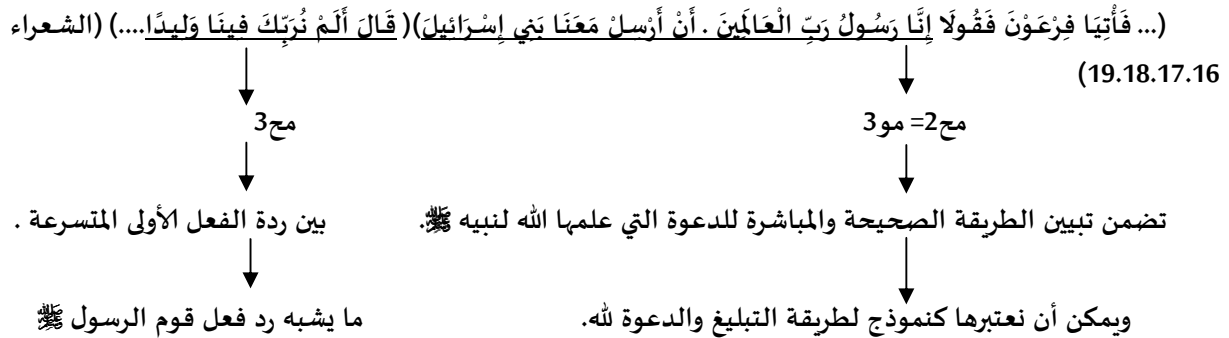 (... فَأْتِيَا فِرْعَوْنَ فَقُولَا إِنَّا رَسُولُ رَبِّ الْعَالَمِينَ . أَنْ أَرْسِلْ مَعَنَا بَنِي إِسْرَائِيلَ)( قَالَ أَلَمْ نُرَبِّكَ فِينَا وَلِيدًا....) (الشعراء
19.18.17.16)
مح2= مو3 مح3
تضمن تبيين الطريقة الصحيحة والمباشرة للدعوة التي علمها الله لنبيه ﷺ. بين ردة الفعل الأولى المتسرعة .
ويمكن أن نعتبرها كنموذج لطريقة التبليغ والدعوة لله. ما يشبه رد فعل قوم الرسول ﷺ